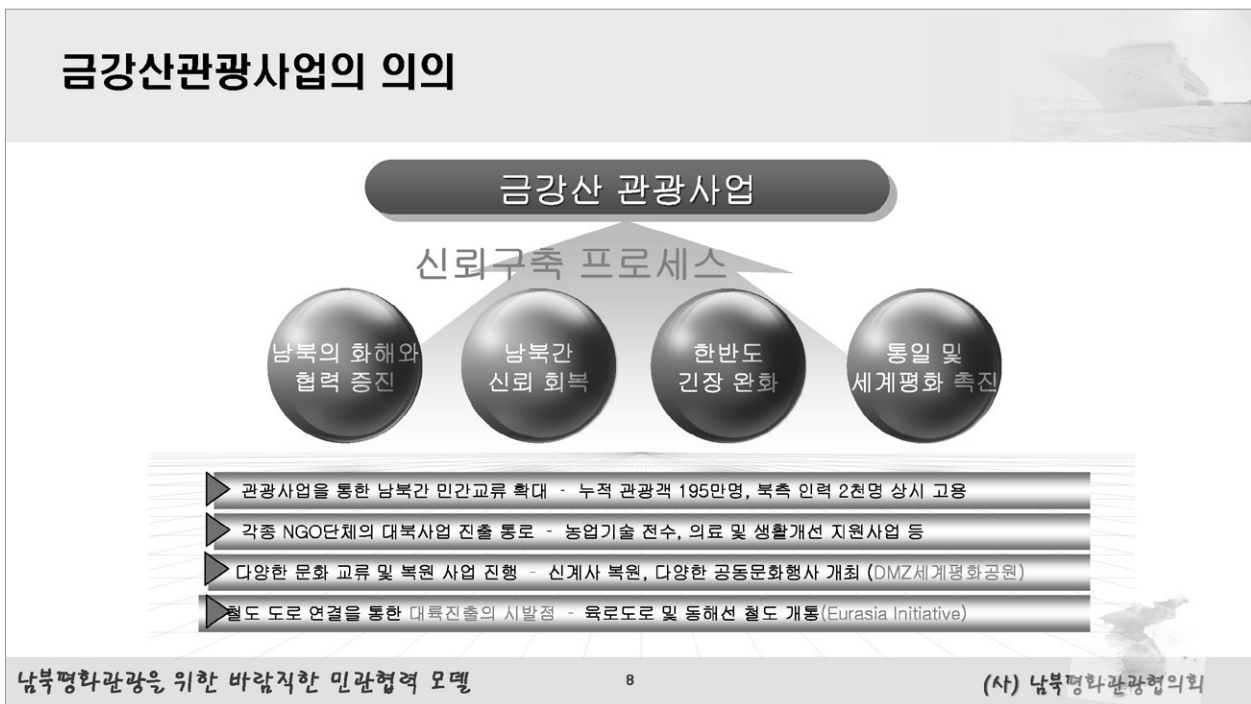 금강산관광사업의 의의
금강산 관광사업
신뢰구축 프로세스
남북의 화해와
협력 증진
남북간
신뢰 회복
한반도
긴장 완화
통일 및
세계평화 촉진
관광사업을 통한 남북간 민간교류 확대 - 누적 관광객 195만명, 북측 인력 2천명 상시 고용
각종 NGO단체의 대북사업 진출 통로 - 농업기술 전수, 의료 및 생활개선 지원사업 등
다양한 문화 교류 및 복원 사업 진행 - 신계사 복원, 다양한 공동문화행사 개최 (DMZ세계평화공원)
철도 도로 연결을 통한 대륙진출의 시발점 - 육로도로 및 동해선 철도 개통(Eurasia Initiative)
남북평화관광을 위한 바람직한 민관협력 모델
8
(사) 남북평화관광협의회